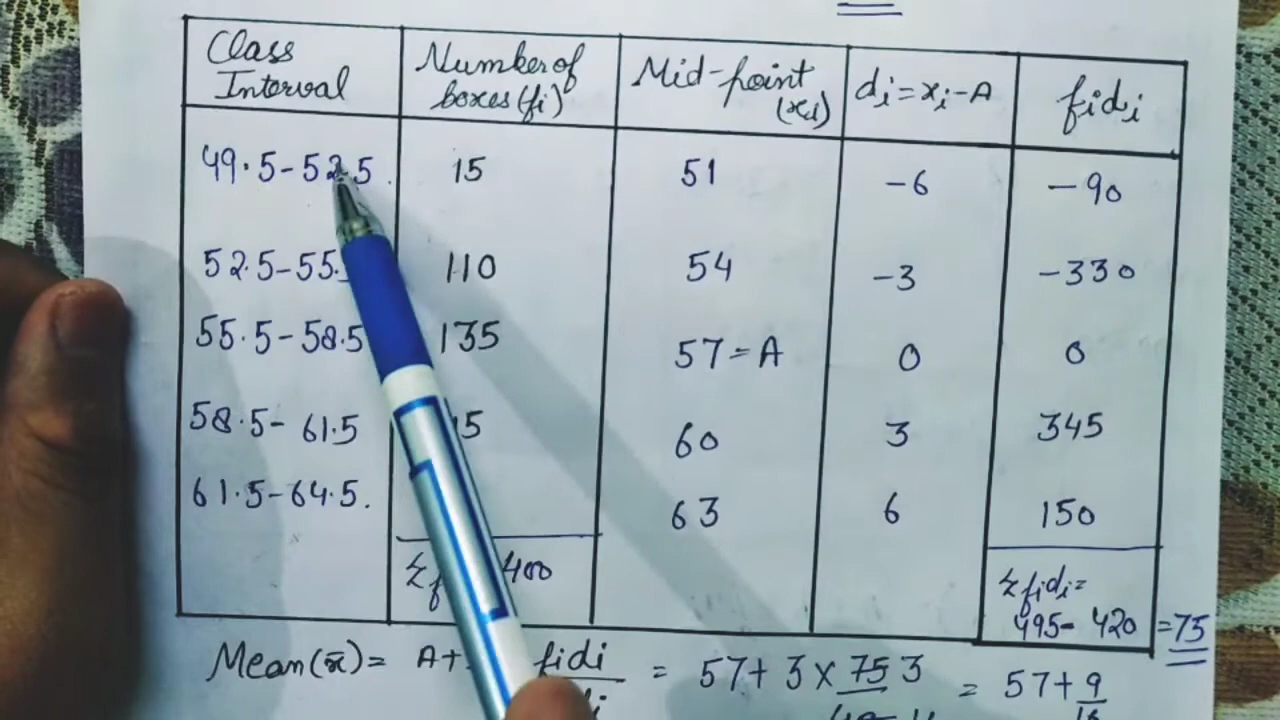 Class Interval | Number of boxes (fi) | Mid-point (xi) | di = xi - A | fidi
49.5-52.5 | 15 | 51 | -6 | -90
52.5-55. | 110 | 54 | -3 | -330
55.5-58.5 | 135 | 57 = A | 0 | 0
58.5-61.5 | 15 | 60 | 3 | 345
61.5-64.5. | 63 | 6 | 150
Σf 400 | Σfidi =
495- 420 = 75
Mean (x̄) = A+ fidi = 57 + 3 × 75 3 = 57 + 9